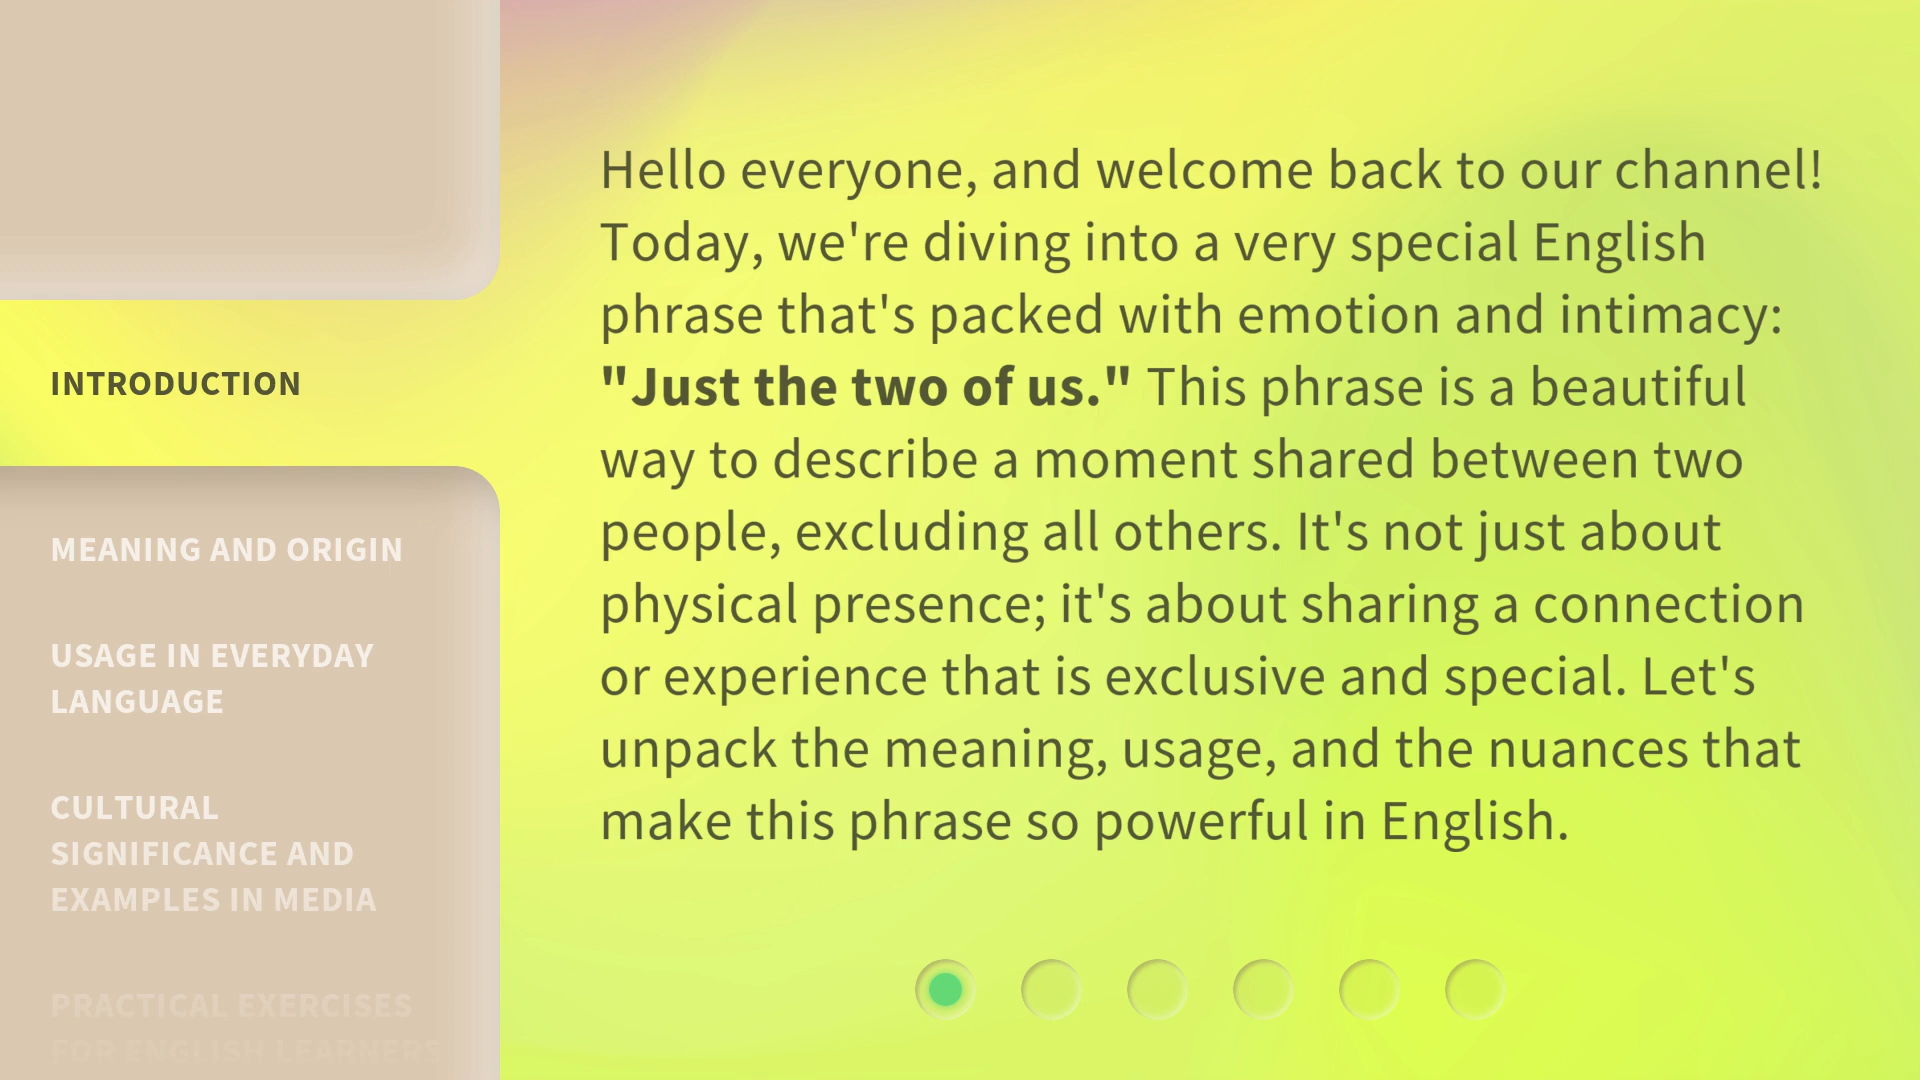 INTRODUCTION
MEANING AND ORIGIN
USAGE IN EVERYDAY
LANGUAGE
CULTURAL
SIGNIFICANCE AND
EXAMPLES IN MEDIA
PRACTICAL EXERCISES
FOR ENGLISH LEARNERS
Hello everyone, and welcome back to our channel!
Today, we're diving into a very special English
phrase that's packed with emotion and intimacy:
"Just the two of us." This phrase is a beautiful
way to describe a moment shared between two
people, excluding all others. It's not just about
physical presence; it's about sharing a connection
or experience that is exclusive and special. Let's
unpack the meaning, usage, and the nuances that
make this phrase so powerful in English.